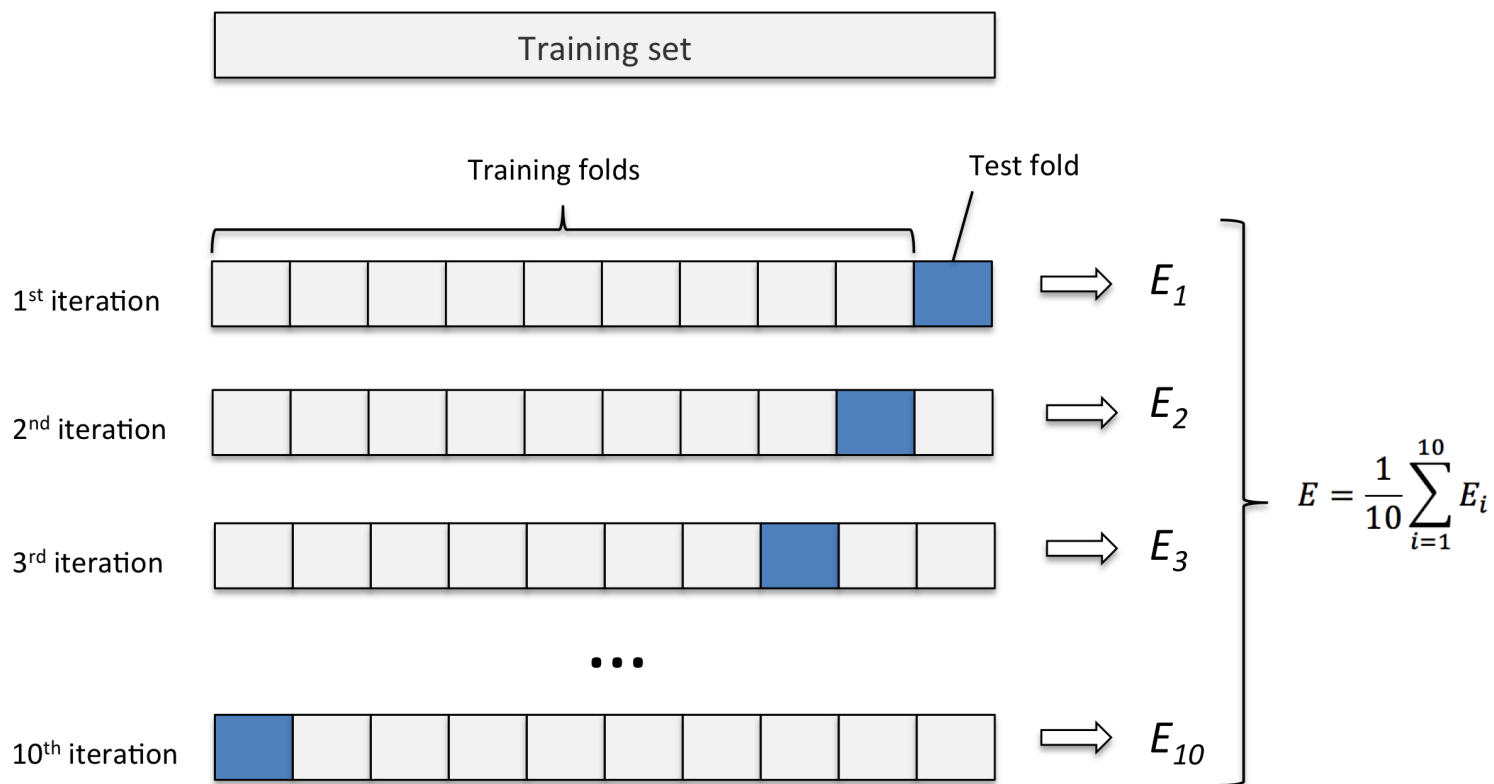 Training set
Training folds
Test fold
1st iteration
E1
2nd iteration
E2
E = 1/10 ∑_{i=1}^{10} E_i
3rd iteration
E3
...
10th iteration
E10